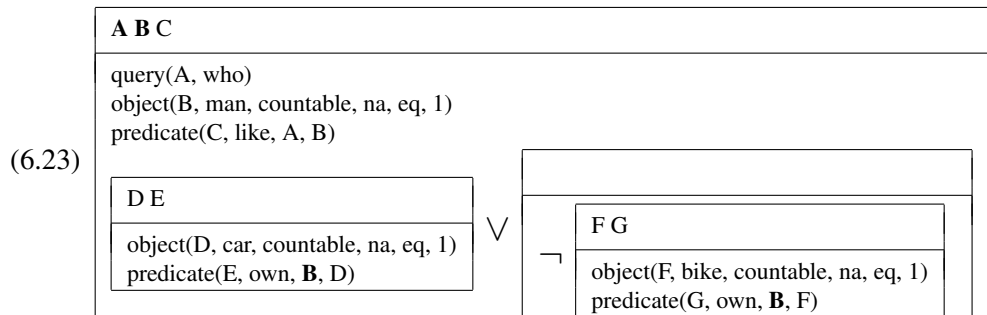 A B C
query(A, who)
object(B, man, countable, na, eq, 1)
predicate(C, like, A, B)
(6.23)
D E
object(D, car, countable, na, eq, 1)
predicate(E, own, B, D)
∨
¬
F G
object(F, bike, countable, na, eq, 1)
predicate(G, own, B, F)